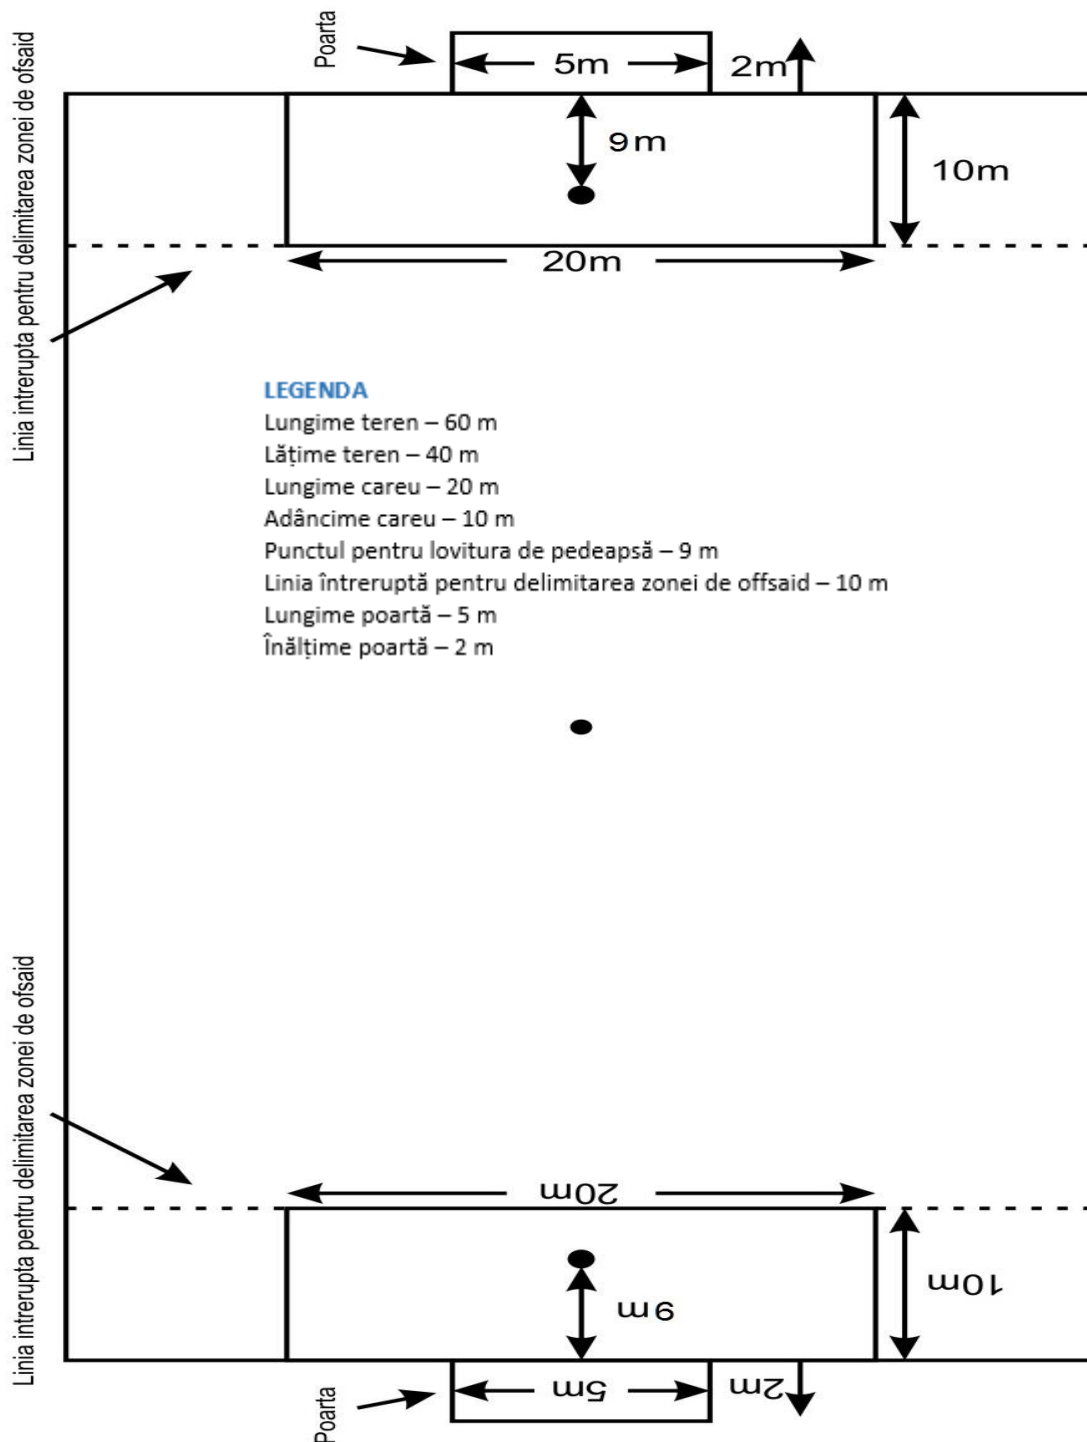 Poarta
5m
2m
Linia intrerupta pentru delimitarea zonei de ofsaid
9m
10m
20m
LEGENDA
Lungime teren – 60 m
Lățime teren – 40 m
Lungime careu – 20 m
Adâncime careu – 10 m
Punctul pentru lovitura de pedeapsă – 9 m
Linia întreruptă pentru delimitarea zonei de offsaid – 10 m
Lungime poartă – 5 m
Înălțime poartă – 2 m
Linia intrerupta pentru delimitarea zonei de ofsaid
20m
10m
9m
5m
2m
Poarta